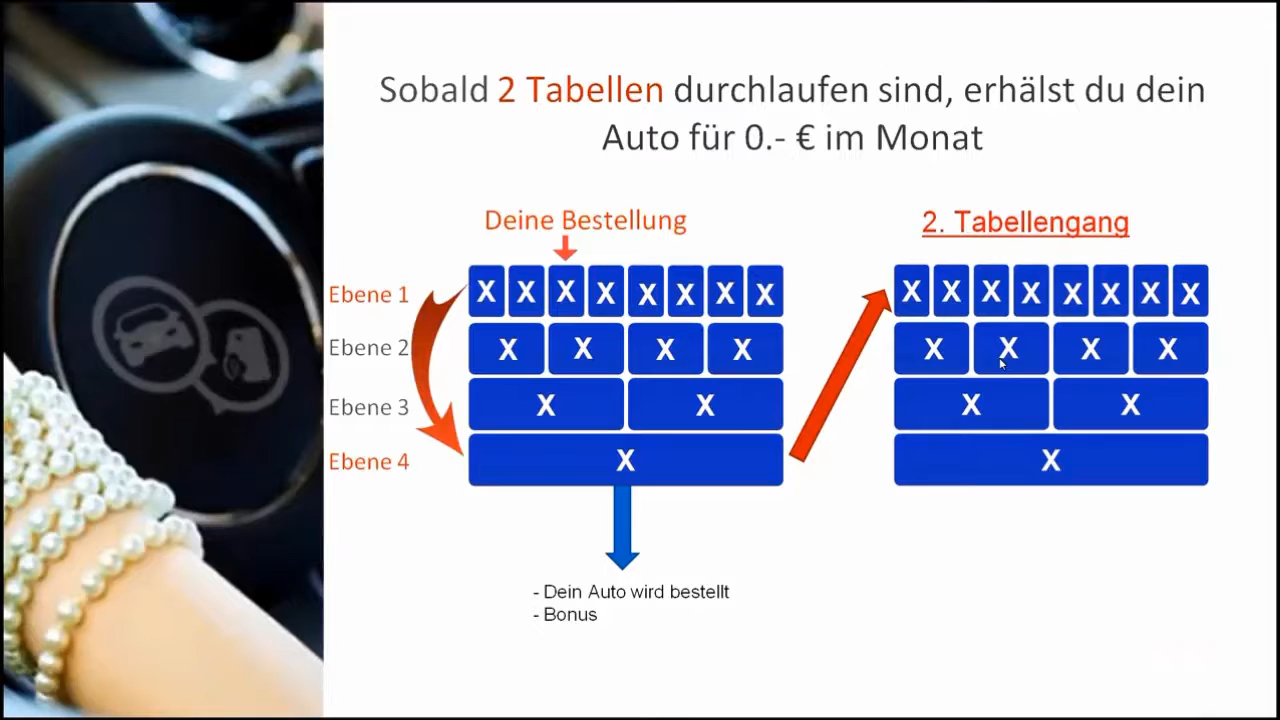 Sobald 2 Tabellen durchlaufen sind, erhälst du dein
Auto für 0.- € im Monat
Deine Bestellung
2. Tabellengang
Ebene 1
X X X X X X X X
X X X X X X X X
Ebene 2
X X X X
X X X X
Ebene 3
X X
X X
Ebene 4
X
X
- Dein Auto wird bestellt
- Bonus